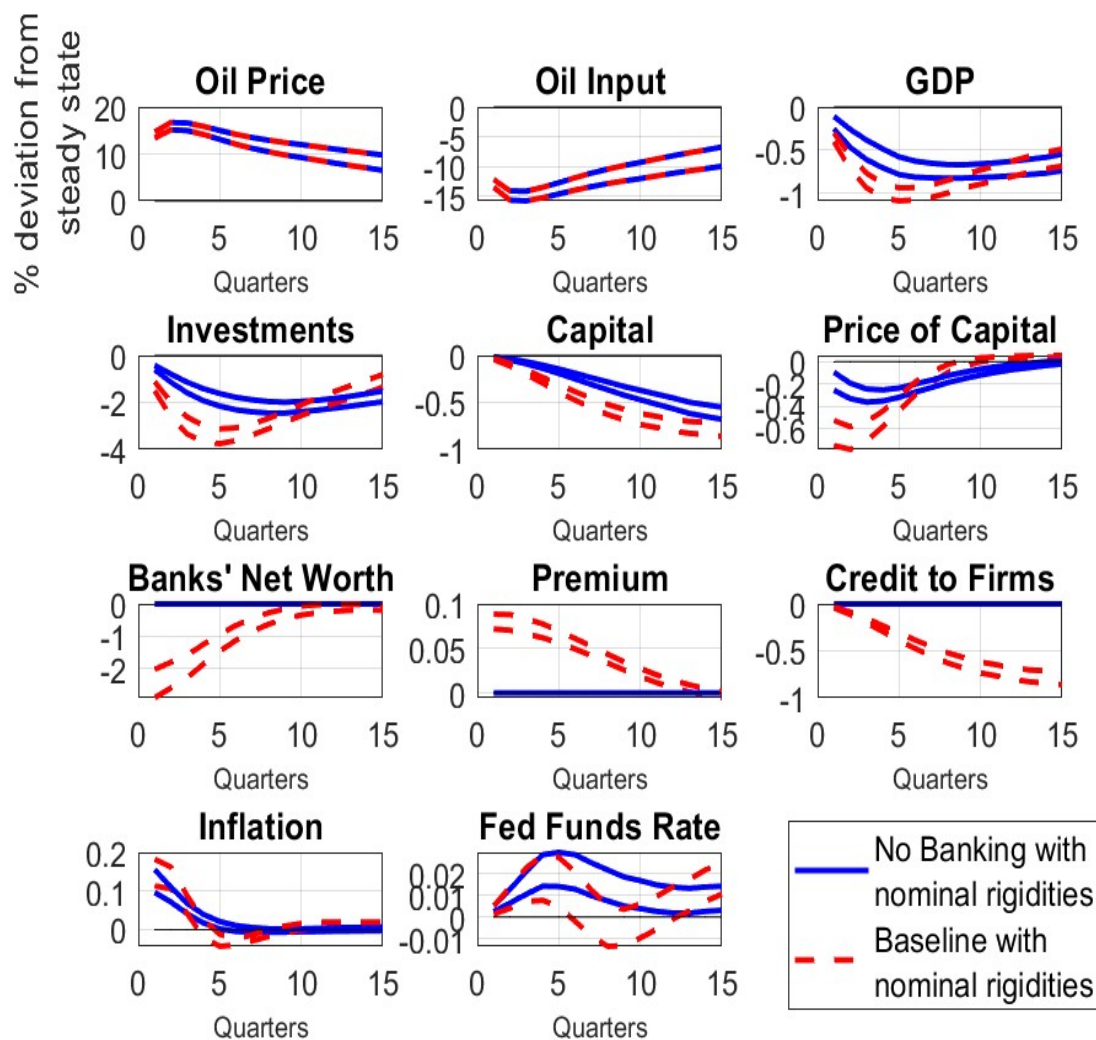 % deviation from
steady state
Oil Price
20
10
0
0 5 10 15
Quarters
Oil Input
0
-5
-10
-15
0 5 10 15
Quarters
GDP
0
-0.5
-1
0 5 10 15
Quarters
Investments
0
-2
-4
0 5 10 15
Quarters
Capital
0
-0.5
-1
0 5 10 15
Quarters
Price of Capital
0
-0.2
-0.4
-0.6
0 5 10 15
Quarters
Banks' Net Worth
0
-1
-2
0 5 10 15
Quarters
Premium
0.1
0.05
0
0 5 10 15
Quarters
Credit to Firms
0
-0.5
-1
0 5 10 15
Quarters
Inflation
0.2
0.1
0
0 5 10 15
Quarters
Fed Funds Rate
0.02
0.01
0
-0.01
0 5 10 15
Quarters
No Banking with
nominal rigidities
Baseline with
nominal rigidities